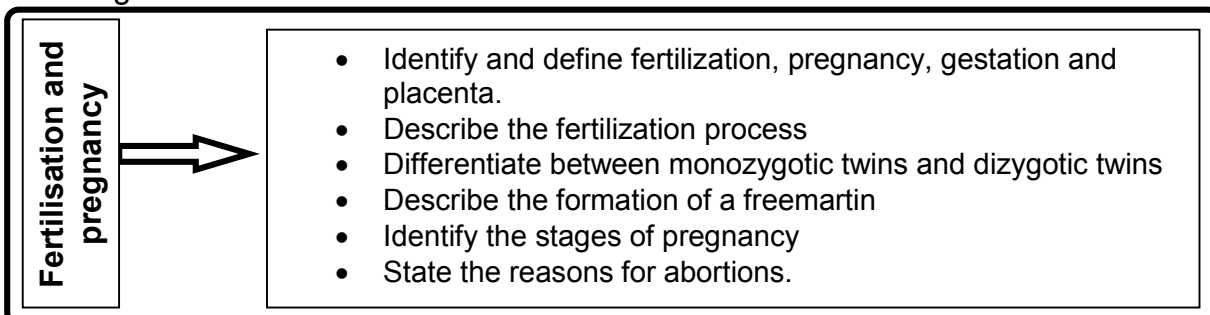 Fertilisation and
pregnancy
• Identify and define fertilization, pregnancy, gestation and
placenta.
• Describe the fertilization process
• Differentiate between monozygotic twins and dizygotic twins
• Describe the formation of a freemartin
• Identify the stages of pregnancy
• State the reasons for abortions.